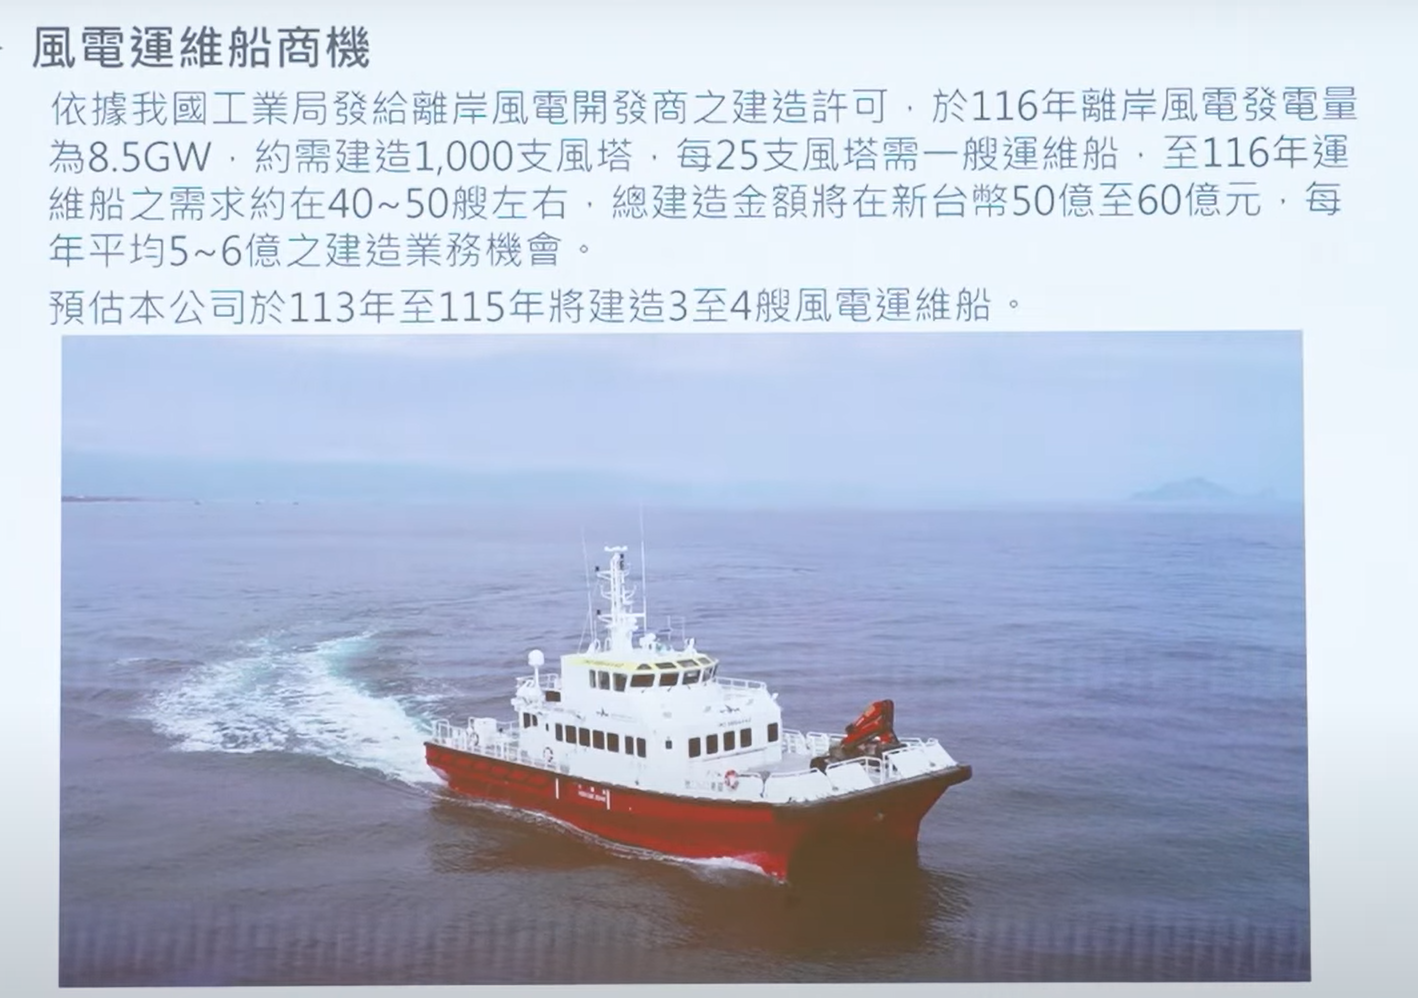 風電運維船商機
依據我國工業局發給離岸風電開發商之建造許可，於116年離岸風電發電量
為8.5GW，約需建造1,000支風塔，每25支風塔需一艘運維船，至116年運
維船之需求約在40~50艘左右，總建造金額將在新台幣50億至60億元，每
年平均5~6億之建造業務機會。
預估本公司於113年至115年將建造3至4艘風電運維船。